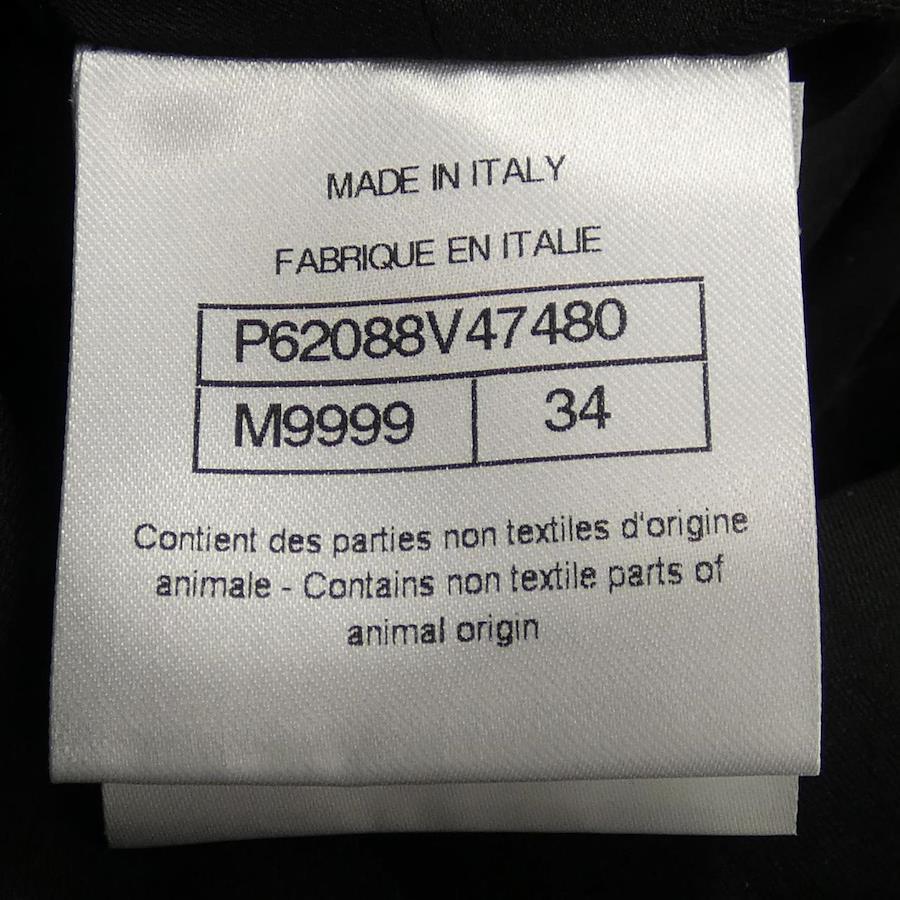 MADE IN ITALY
FABRIQUE EN ITALIE
P62088V47480
M9999 34
Contient des parties non textiles d'origine
animale - Contains non textile parts of
animal origin